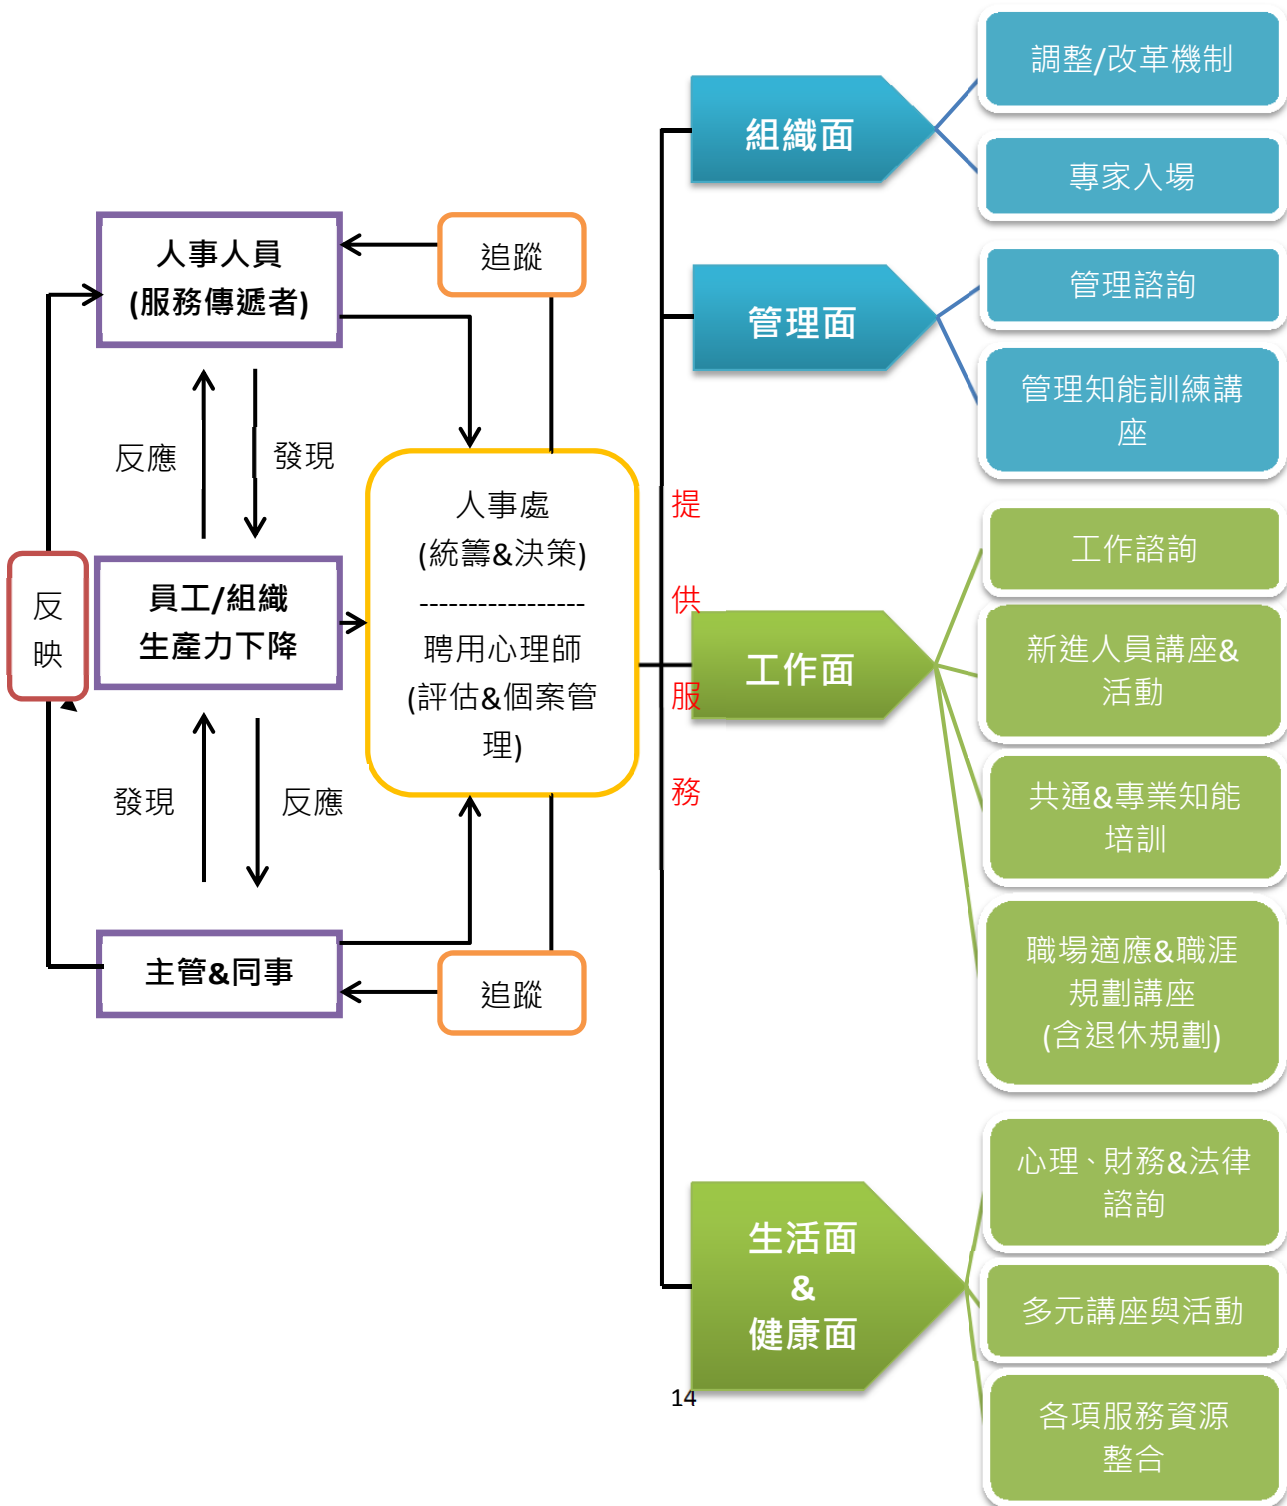 人事人員
(服務傳遞者)
追蹤
反應
發現
反
映
員工/組織
生產力下降
人事處
(統籌&決策)
-----------------
聘用心理師
(評估&個案管
理)
發現
反應
主管&同事
追蹤
提
供
服
務
組織面
調整/改革機制
專家入場
管理面
管理諮詢
管理知能訓練講
座
工作面
工作諮詢
新進人員講座&
活動
共通&專業知能
培訓
職場適應&職涯
規劃講座
(含退休規劃)
生活面
&
健康面
心理、財務&法律
諮詢
多元講座與活動
各項服務資源
整合
14